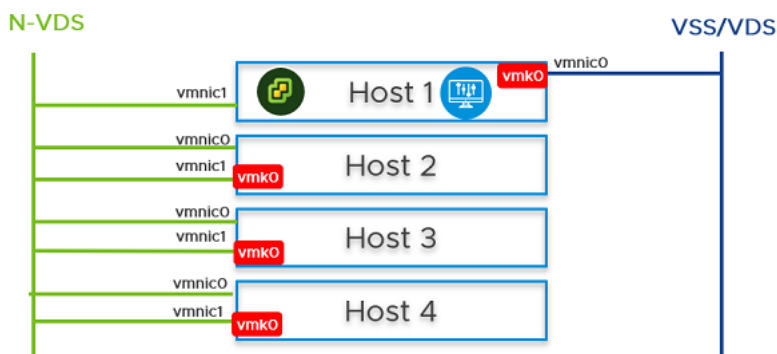 N-VDS
VSS/VDS
vmnic1
Host 1
vmk0
vmnic0
vmnic0
vmnic1
vmk0
Host 2
vmnic0
vmnic1
vmk0
Host 3
vmnic0
vmnic1
vmk0
Host 4